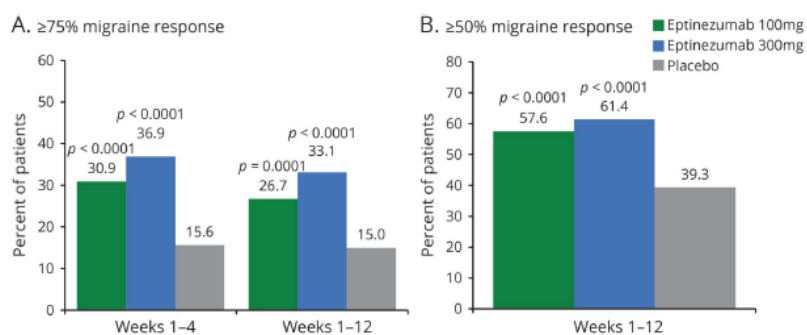 A. ≥75% migraine response
Percent of patients
60
50
40
30
20
10
0
p < 0.0001
30.9
p < 0.0001
36.9
15.6
p = 0.0001
26.7
p < 0.0001
33.1
15.0
Weeks 1–4
Weeks 1–12
B. ≥50% migraine response
Eptinezumab 100mg
Eptinezumab 300mg
Placebo
Percent of patients
80
70
60
50
40
30
20
10
0
p < 0.0001
57.6
p < 0.0001
61.4
39.3
Weeks 1–12